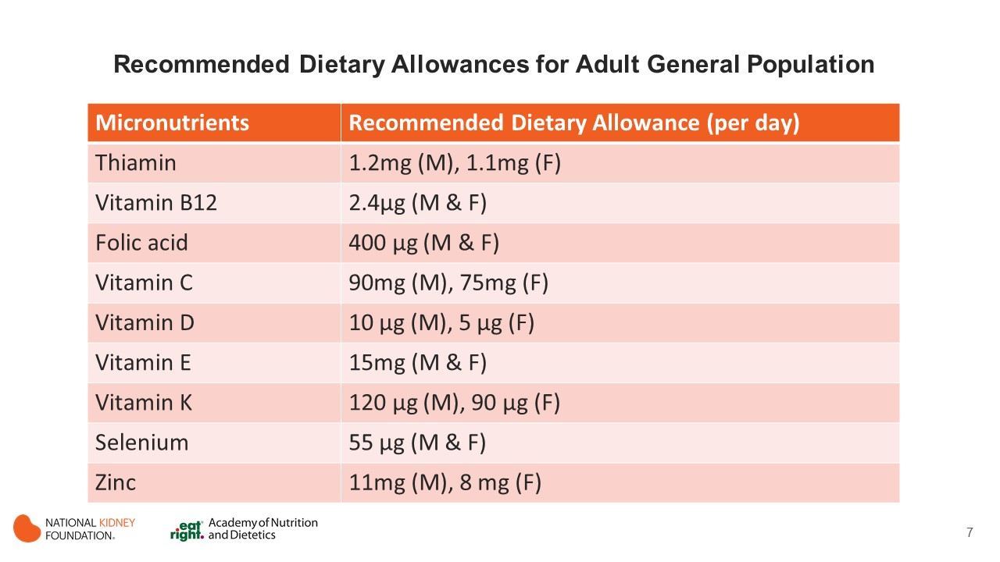 Recommended Dietary Allowances for Adult General Population
Micronutrients Recommended Dietary Allowance (per day)
Thiamin 1.2mg (M), 1.1mg (F)
Vitamin B12 2.4µg (M & F)
Folic acid 400 µg (M & F)
Vitamin C 90mg (M), 75mg (F)
Vitamin D 10 µg (M), 5 µg (F)
Vitamin E 15mg (M & F)
Vitamin K 120 µg (M), 90 µg (F)
Selenium 55 µg (M & F)
Zinc 11mg (M), 8 mg (F)
NATIONAL KIDNEY
FOUNDATION®
eat
right.
Academy of Nutrition
and Dietetics
7